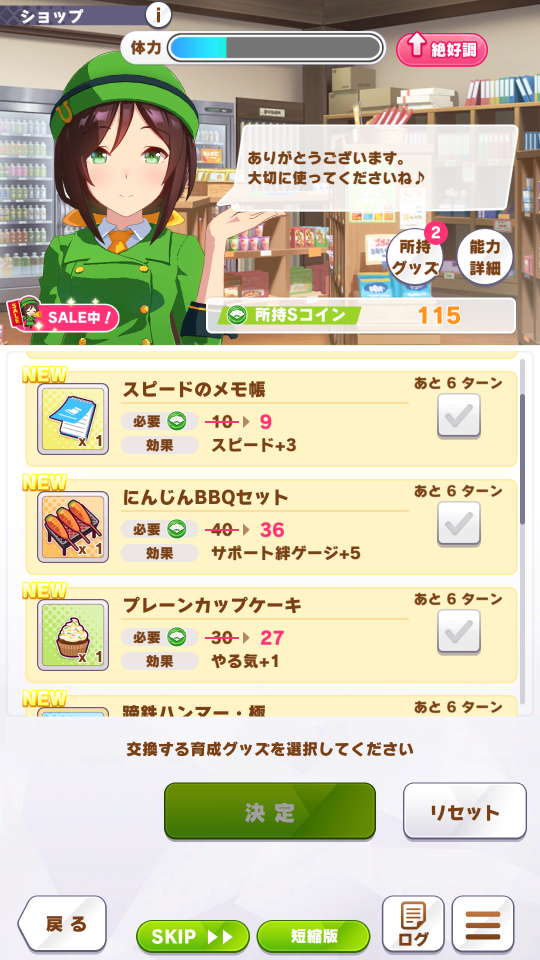 ショップ
i
体力
絶好調
ありがとうございます。
大切に使ってくださいね♪
所持
グッズ
2
能力
詳細
SALE中！
所持Sコイン
115
NEW
スピードのメモ帳
あと 6 ターン
必要 10 9
効果 スピード+3
x 1
NEW
にんじんBBQセット
あと 6 ターン
必要 40 36
効果 サポート絆ゲージ+5
x 1
NEW
プレーンカップケーキ
あと 6 ターン
必要 30 27
効果 やる気+1
x 1
NEW
蹄鉄ハンマー・極
あと 6 ターン
交換する育成グッズを選択してください
決定
リセット
戻る
SKIP
短縮版
ログ